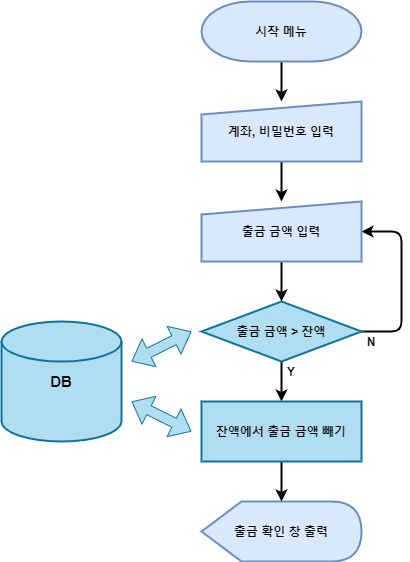 시작 메뉴
계좌, 비밀번호 입력
출금 금액 입력
출금 금액 > 잔액
N
Y
DB
잔액에서 출금 금액 빼기
출금 확인 창 출력